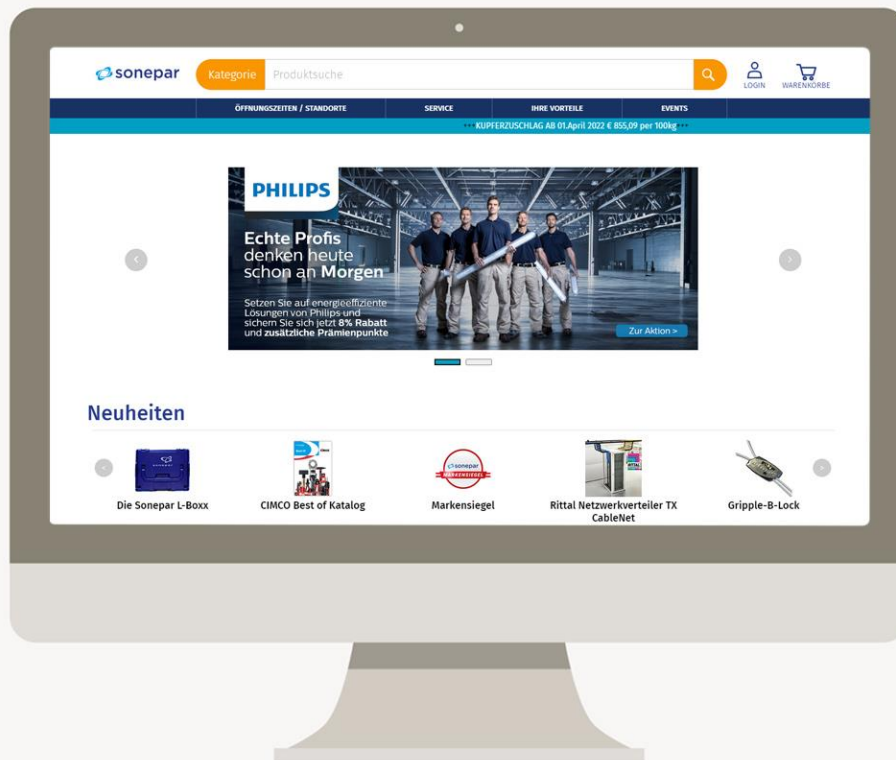 sonepar
Kategorie
Produktsuche
LOGIN
WARENKÖRBE
ÖFFNUNGSZEITEN / STANDORTE
SERVICE
IHRE VORTEILE
EVENTS
***KUPFERZUSCHLAG AB 01.April 2022 € 855,09 per 100kg***
PHILIPS
Echte Profis
denken heute
schon an Morgen
Setzen Sie auf energieeffiziente
Lösungen von Philips und
sichern Sie sich jetzt 8% Rabatt
und zusätzliche Prämienpunkte
Zur Aktion >
Neuheiten
sonepar
MARKENSIEGEL
Die Sonepar L-Boxx
CIMCO Best of Katalog
Markensiegel
Rittal Netzwerkverteiler TX
CableNet
Gripple-B-Lock